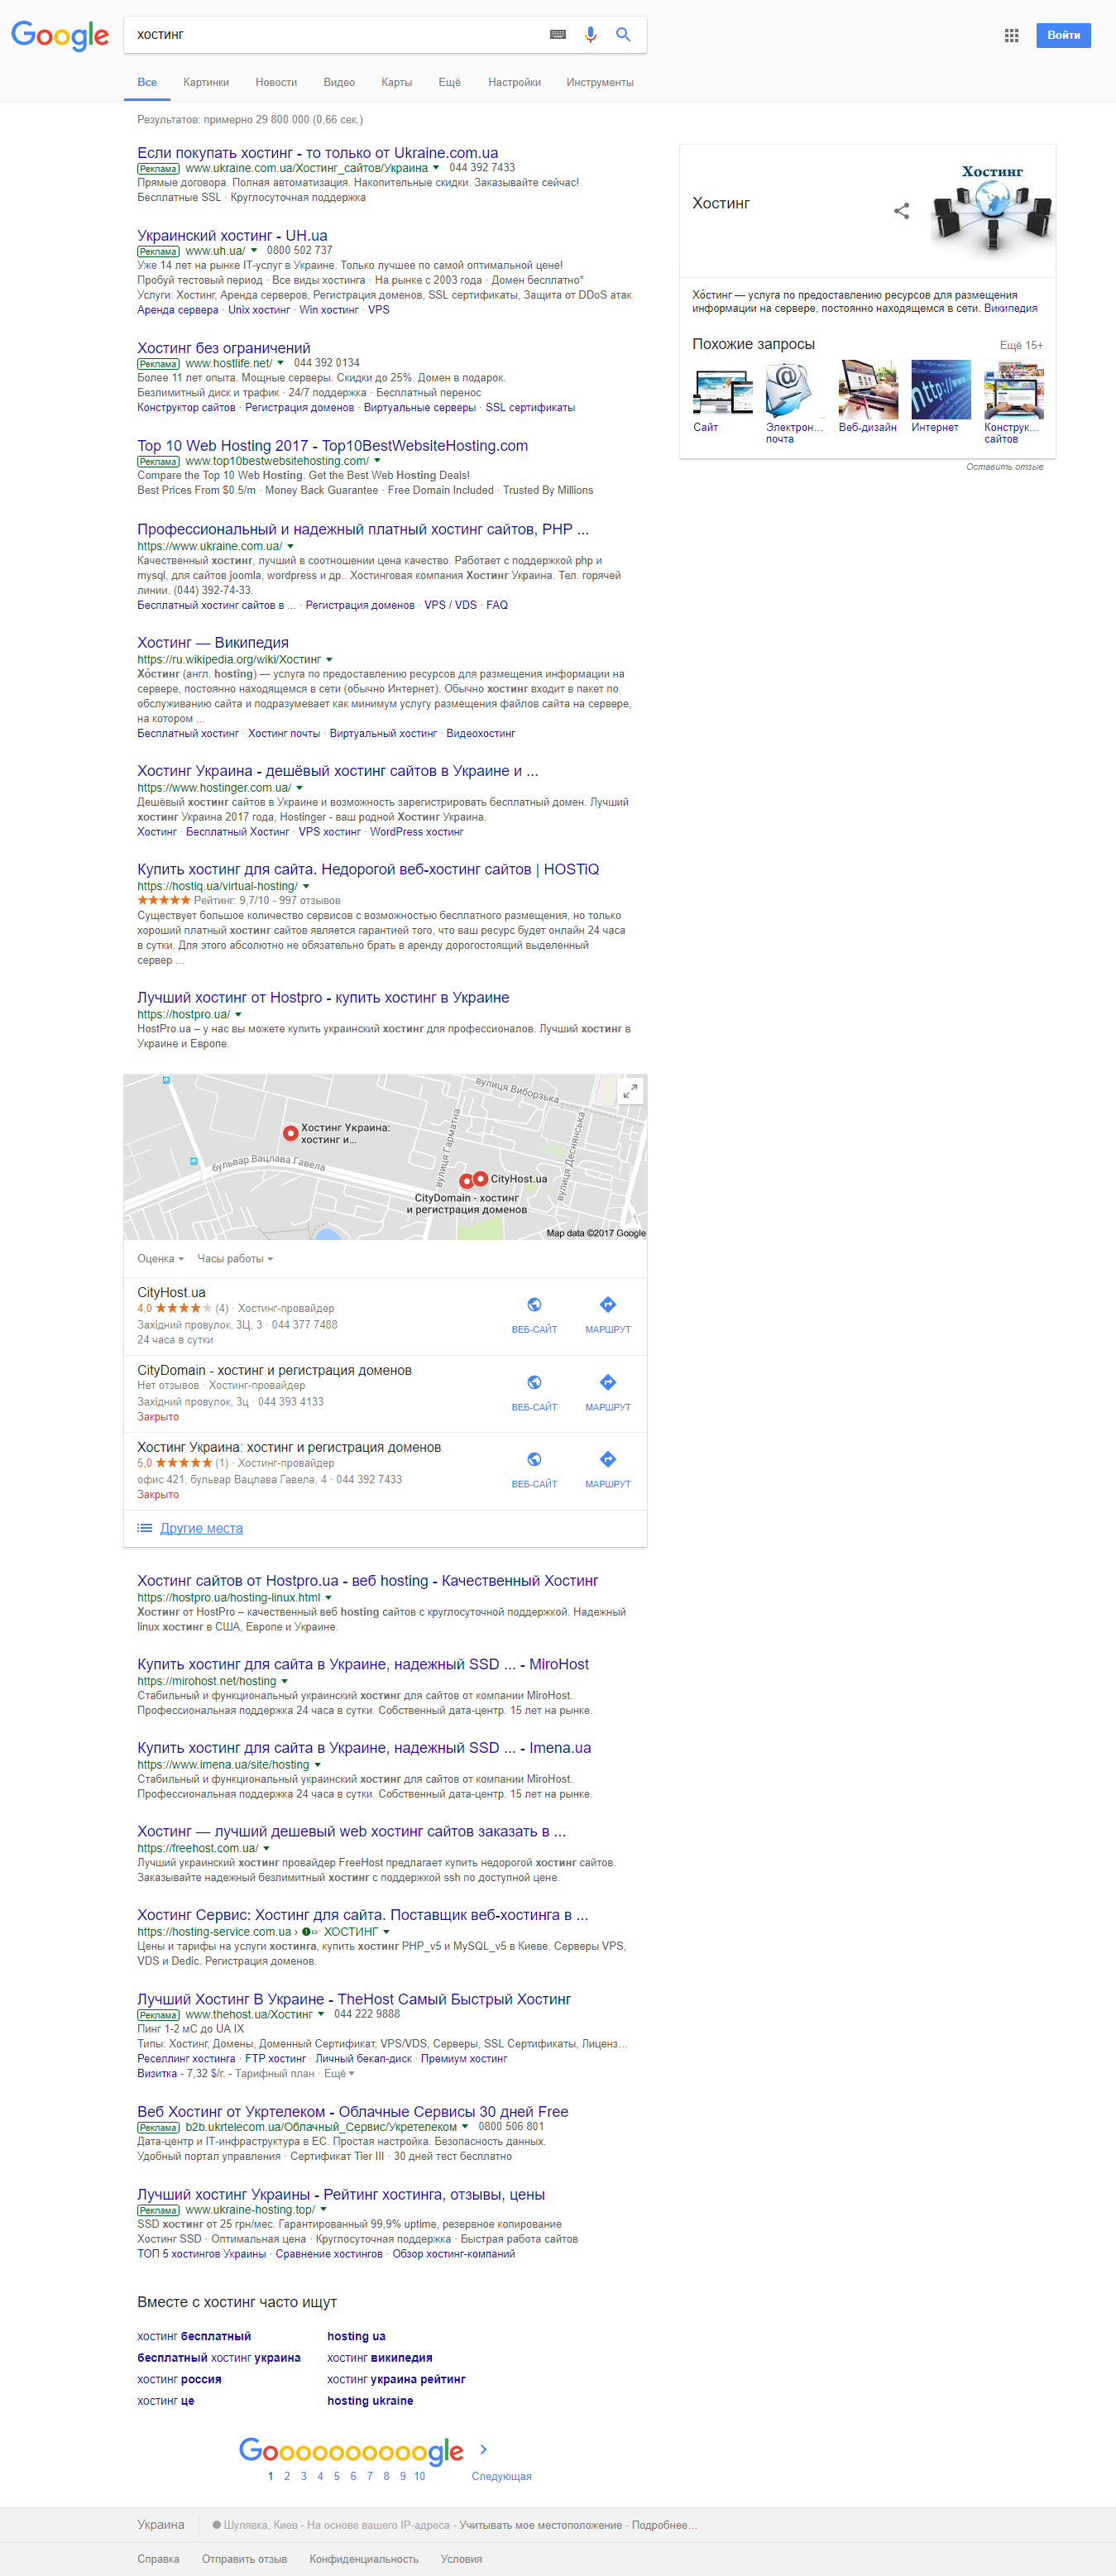 Google
хостинг
Войти
Все Картинки Новости Видео Карты Ещё Настройки Инструменты
Результатов: примерно 29 800 000 (0,66 сек.)
Если покупать хостинг - то только от Ukraine.com.ua
Реклама www.ukraine.com.ua/Хостинг_сайтов/Украина 044 392 7433
Прямые договора. Полная автоматизация. Накопительные скидки. Заказывайте сейчас!
Бесплатные SSL · Круглосуточная поддержка
Украинский хостинг - UH.ua
Реклама www.uh.ua/ 0800 502 737
Уже 14 лет на рынке IT-услуг в Украине. Только лучшее по самой оптимальной цене!
Пробуй тестовый период · Все виды хостинга · На рынке с 2003 года · Домен бесплатно*
Услуги: Хостинг, Аренда серверов, Регистрация доменов, SSL сертификаты, Защита от DDoS атак
Аренда сервера · Unix хостинг · Win хостинг · VPS
Хостинг без ограничений
Реклама www.hostlife.net/ 044 392 0134
Более 11 лет опыта. Мощные серверы. Скидки до 25%. Домен в подарок.
Безлимитный диск и трафик · 24/7 поддержка · Бесплатный перенос
Конструктор сайтов · Регистрация доменов · Виртуальные серверы · SSL сертификаты
Top 10 Web Hosting 2017 - Top10BestWebsiteHosting.com
Реклама www.top10bestwebsitehosting.com/
Compare the Top 10 Web Hosting. Get the Best Web Hosting Deals!
Best Prices From $0.5/m · Money Back Guarantee · Free Domain Included · Trusted By Millions
Профессиональный и надежный платный хостинг сайтов, PHP ...
https://www.ukraine.com.ua/
Качественный хостинг, лучший в соотношении цена качество. Работает с поддержкой php и
mysql, для сайтов joomla, wordpress и др.. Хостинговая компания Хостинг Украина. Тел. горячей
линии. (044) 392-74-33.
Бесплатный хостинг сайтов в ... · Регистрация доменов · VPS / VDS · FAQ
Хостинг — Википедия
https://ru.wikipedia.org/wiki/Хостинг
Хо́стинг (англ. hosting) — услуга по предоставлению ресурсов для размещения информации на
сервере, постоянно находящемся в сети (обычно Интернет). Обычно хостинг входит в пакет по
обслуживанию сайта и подразумевает как минимум услугу размещения файлов сайта на сервере,
на котором ...
Бесплатный хостинг · Хостинг почты · Виртуальный хостинг · Видеохостинг
Хостинг Украина - дешёвый хостинг сайтов в Украине и ...
https://www.hostinger.com.ua/
Дешёвый хостинг сайтов в Украине и возможность зарегистрировать бесплатный домен. Лучший
хостинг Украина 2017 года, Hostinger - ваш родной Хостинг Украина.
Хостинг · Бесплатный Хостинг · VPS хостинг · WordPress хостинг
Купить хостинг для сайта. Недорогой веб-хостинг сайтов | HOSTiQ
https://hostiq.ua/virtual-hosting/
Рейтинг: 9,7/10 - 997 отзывов
Существует большое количество сервисов с возможностью бесплатного размещения, но только
хороший платный хостинг сайтов является гарантией того, что ваш ресурс будет онлайн 24 часа
в сутки. Для этого абсолютно не обязательно брать в аренду дорогостоящий выделенный
сервер ...
Лучший хостинг от Hostpro - купить хостинг в Украине
https://hostpro.ua/
HostPro.ua – у нас вы можете купить украинский хостинг для профессионалов. Лучший хостинг в
Украине и Европе.
вулиця Виборзька
Хостинг Украина:
хостинг и...
бульвар Вацлава Гавела
вулиця Гарматна
вулиця Деснянська
CityHost.ua
CityDomain - хостинг
и регистрация доменов
Map data ©2017 Google
Оценка Часы работы
CityHost.ua
4,0 (4) · Хостинг-провайдер
Західний провулок, 3Ц, 3 · 044 377 7488
24 часа в сутки
ВЕБ-САЙТ МАРШРУТ
CityDomain - хостинг и регистрация доменов
Нет отзывов · Хостинг-провайдер
Західний провулок, 3ц · 044 393 4133
Закрыто
ВЕБ-САЙТ МАРШРУТ
Хостинг Украина: хостинг и регистрация доменов
5,0 (1) · Хостинг-провайдер
офис 421, бульвар Вацлава Гавела, 4 · 044 392 7433
Закрыто
ВЕБ-САЙТ МАРШРУТ
Другие места
Хостинг сайтов от Hostpro.ua - веб hosting - Качественный Хостинг
https://hostpro.ua/hosting-linux.html
Хостинг от HostPro – качественный веб hosting сайтов с круглосуточной поддержкой. Надежный
linux хостинг в США, Европе и Украине.
Купить хостинг для сайта в Украине, надежный SSD ... - MiroHost
https://mirohost.net/hosting
Стабильный и функциональный украинский хостинг для сайтов от компании MiroHost.
Профессиональная поддержка 24 часа в сутки. Собственный дата-центр. 15 лет на рынке.
Купить хостинг для сайта в Украине, надежный SSD ... - Imena.ua
https://www.imena.ua/site/hosting
Стабильный и функциональный украинский хостинг для сайтов от компании MiroHost.
Профессиональная поддержка 24 часа в сутки. Собственный дата-центр. 15 лет на рынке.
Хостинг — лучший дешевый web хостинг сайтов заказать в ...
https://freehost.com.ua/
Лучший украинский хостинг провайдер FreeHost предлагает купить недорогой хостинг сайтов.
Заказывайте надежный безлимитный хостинг с поддержкой ssh по доступной цене.
Хостинг Сервис: Хостинг для сайта. Поставщик веб-хостинга в ...
https://hosting-service.com.ua › ХОСТИНГ
Цены и тарифы на услуги хостинга, купить хостинг PHP_v5 и MySQL_v5 в Киеве. Серверы VPS,
VDS и Dedic. Регистрация доменов.
Лучший Хостинг В Украине - TheHost Самый Быстрый Хостинг
Реклама www.thehost.ua/Хостинг 044 222 9888
Пинг 1-2 мС до UA IX
Типы: Хостинг, Домены, Доменный Сертификат, VPS/VDS, Серверы, SSL Сертификаты, Лиценз...
Реселлинг хостинга · FTP хостинг · Личный бекап-диск · Премиум хостинг
Визитка - 7,32 $/г. - Тарифный план · Ещё
Веб Хостинг от Укртелеком - Облачные Сервисы 30 дней Free
Реклама b2b.ukrtelecom.ua/Облачный_Сервис/Укретелеком 0800 506 801
Дата-центр и IT-инфраструктура в ЕС. Простая настройка. Безопасность данных.
Удобный портал управления · Сертификат Tier III · 30 дней тест бесплатно
Лучший хостинг Украины - Рейтинг хостинга, отзывы, цены
Реклама www.ukraine-hosting.top/
SSD хостинг от 25 грн/мес. Гарантированный 99,9% uptime, резервное копирование
Хостинг SSD · Оптимальная цена · Круглосуточная поддержка · Быстрая работа сайтов
ТОП 5 хостингов Украины · Сравнение хостингов · Обзор хостинг-компаний
Вместе с хостинг часто ищут
хостинг бесплатный hosting ua
бесплатный хостинг украина хостинг википедия
хостинг россия хостинг украина рейтинг
хостинг це hosting ukraine
Goooooooooogle
1 2 3 4 5 6 7 8 9 10 Следующая
Хостинг
Хостинг
Хо́стинг — услуга по предоставлению ресурсов для размещения
информации на сервере, постоянно находящемся в сети. Википедия
Похожие запросы Ещё 15+
http://www
Сайт Электрон... почта Веб-дизайн Интернет Конструк... сайтов
Оставить отзыв
Украина Шулявка, Киев - На основе вашего IP-адреса - Учитывать мое местоположение - Подробнее...
Справка Отправить отзыв Конфиденциальность Условия